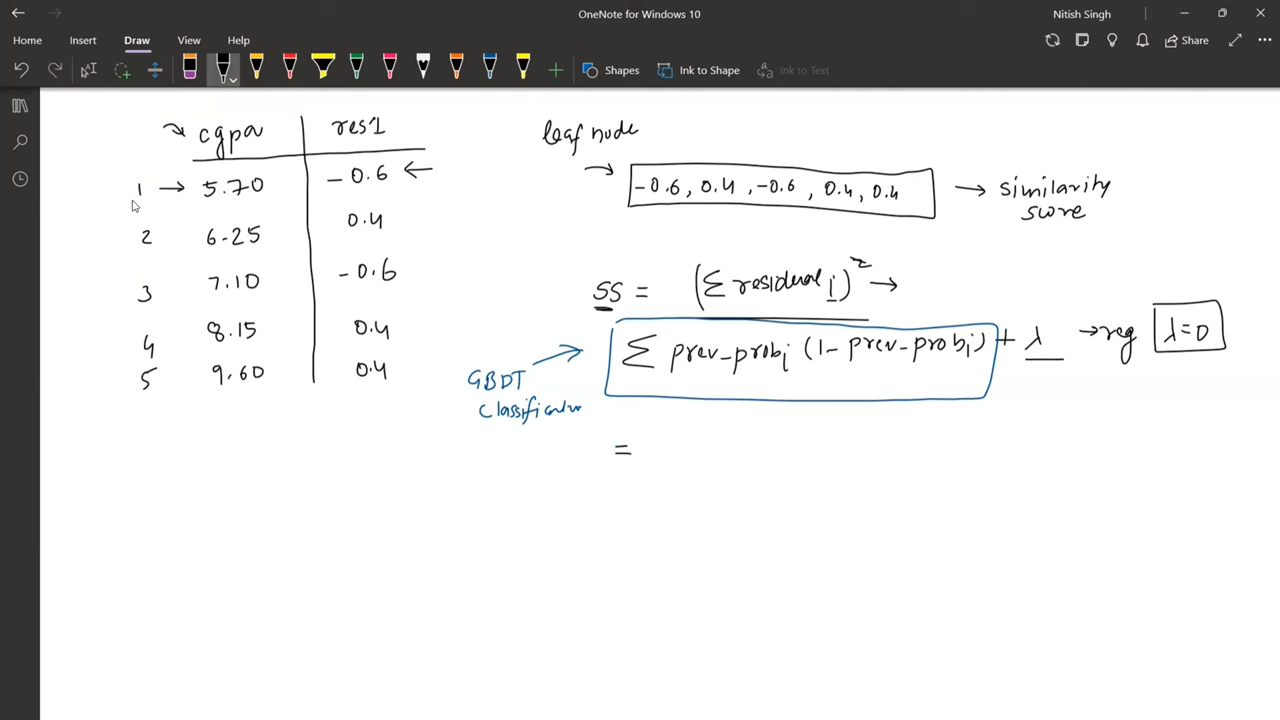 OneNote for Windows 10
Nitish Singh
Home Insert Draw View Help
Share
Shapes Ink to Shape Ink to Text
cgpa res1
1 → 5.70 -0.6 ←
2 6.25 0.4
3 7.10 -0.6
4 8.15 0.4
5 9.60 0.4
leaf node
→ -0.6, 0.4, -0.6, 0.4, 0.4 → similarity
score
SS = (Σ residual i)² →
Σ prev-probi (1- prev-probi) + λ → reg λ=0
GBDT
Classification
=